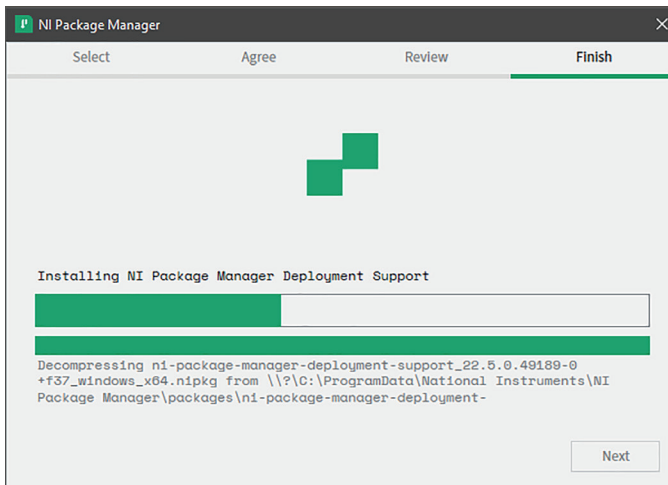 NI Package Manager
Select Agree Review Finish
Installing NI Package Manager Deployment Support
Decompressing ni-package-manager-deployment-support_22.5.0.49189-0
+f37_windows_x64.nipkg from \\?\C:\ProgramData\National Instruments\NI
Package Manager\packages\ni-package-manager-deployment-
Next